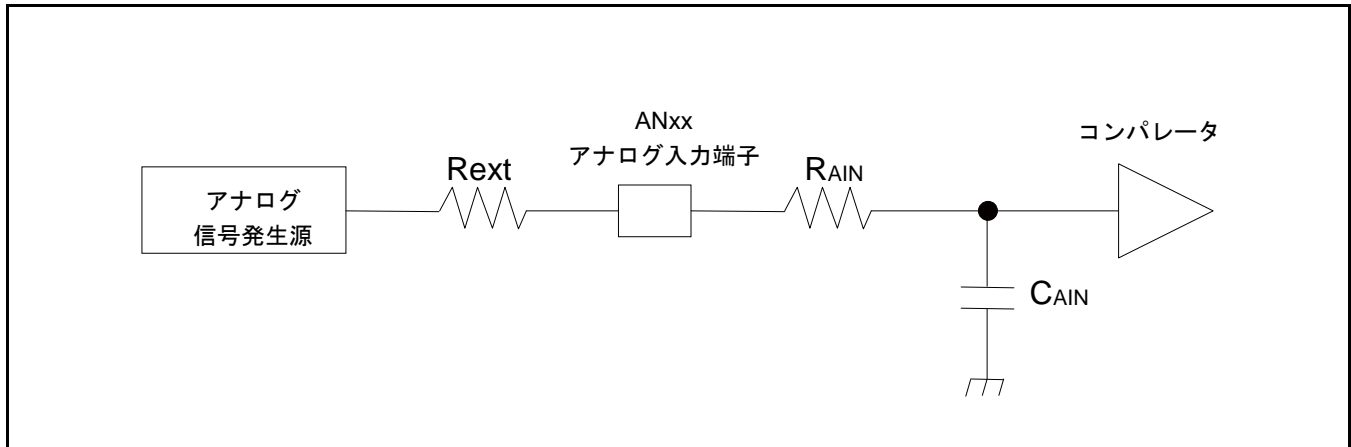 アナログ
信号発生源
Rext
ANxx
アナログ入力端子
RAIN
コンパレータ
CAIN